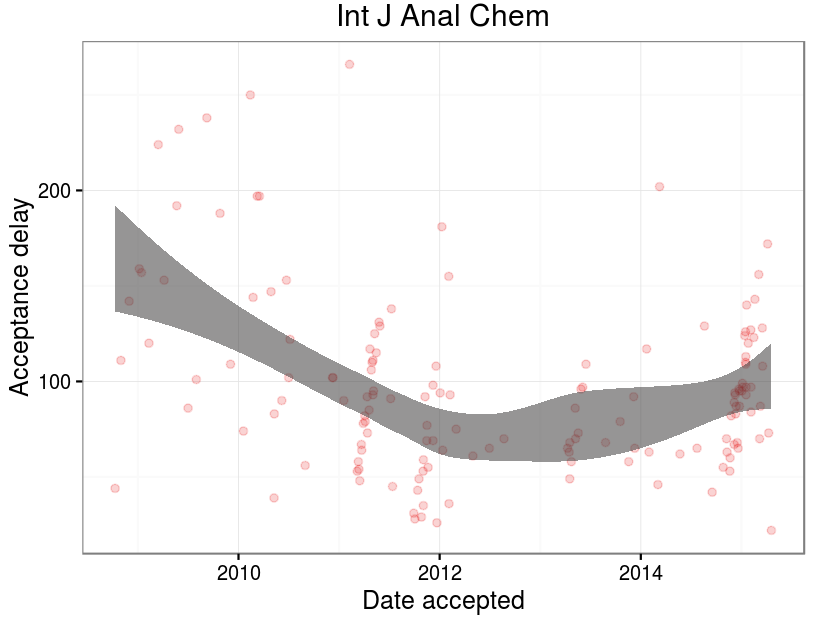 Int J Anal Chem
Acceptance delay
200
100
2010 2012 2014
Date accepted